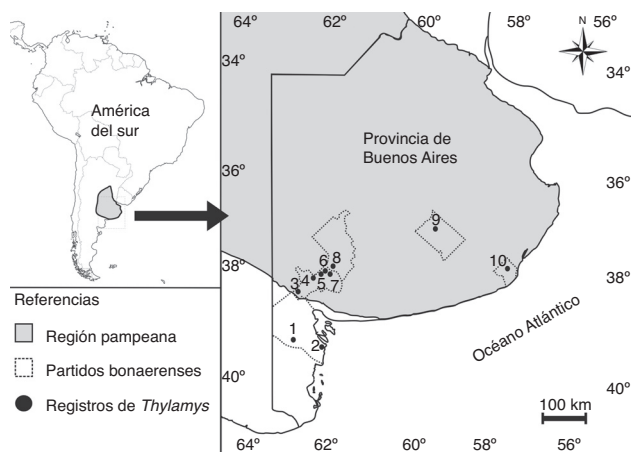 64º 62º 60º 58º 56º
N
34º 34º
América
del sur
Provincia de
Buenos Aires
36º 36º
9
6 8
10
38º 3 4 5 7 38º
Referencias
Región pampeana
1
2
Océano Atlántico
Partidos bonaerenses
40º 40º
Registros de Thylamys
100 km
64º 62º 60º 58º 56º